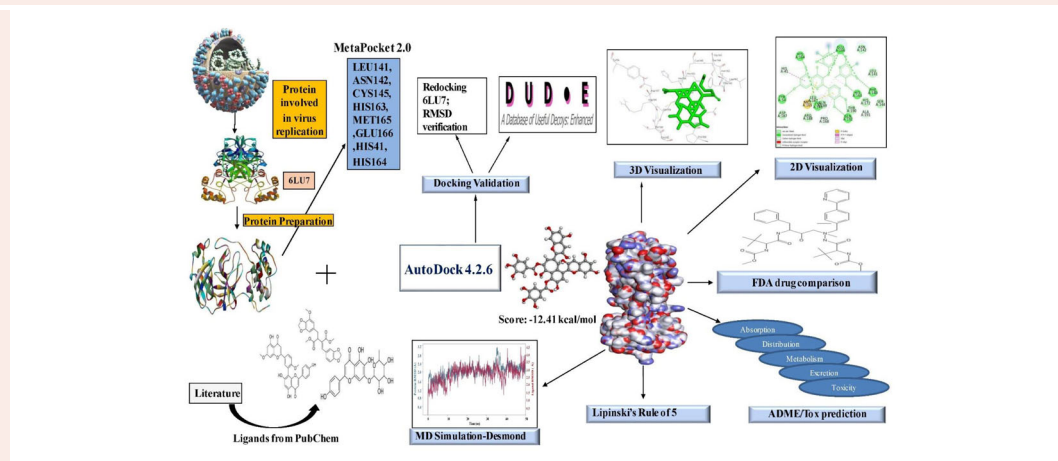 MetaPocket 2.0
LEU141,
ASN142,
CYS145,
HIS163,
MET165
,GLU166
,HIS41,
HIS164
Protein
involved
in virus
replication
6LU7
Protein Preparation
Redocking
6LU7;
RMSD
verification
D U D E
A Database of Useful Decoys: Enhanced
Docking Validation
AutoDock 4.2.6
Score: -12.41 kcal/mol
3D Visualization
2D Visualization
FDA drug comparison
Absorption
Distribution
Metabolism
Excretion
Toxicity
ADME/Tox prediction
Lipinski's Rule of 5
MD Simulation-Desmond
Literature
Ligands from PubChem